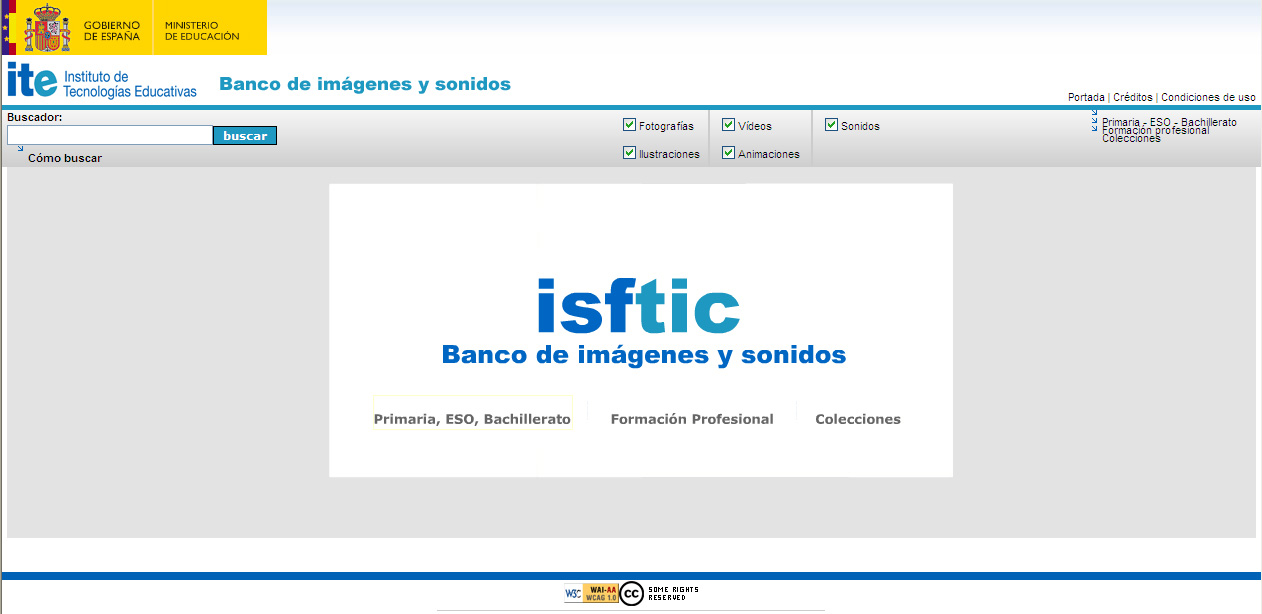 GOBIERNO
DE ESPAÑA
MINISTERIO
DE EDUCACIÓN
ite Instituto de
Tecnologías Educativas
Banco de imágenes y sonidos
Portada | Créditos | Condiciones de uso
Buscador:
buscar
Cómo buscar
Fotografías
Vídeos
Sonidos
Ilustraciones
Animaciones
Primaria - ESO - Bachillerato
Formación profesional
Colecciones
isftic
Banco de imágenes y sonidos
Primaria, ESO, Bachillerato
Formación Profesional
Colecciones
W3C WAI-AA
WCAG 1.0
cc
SOME RIGHTS
RESERVED